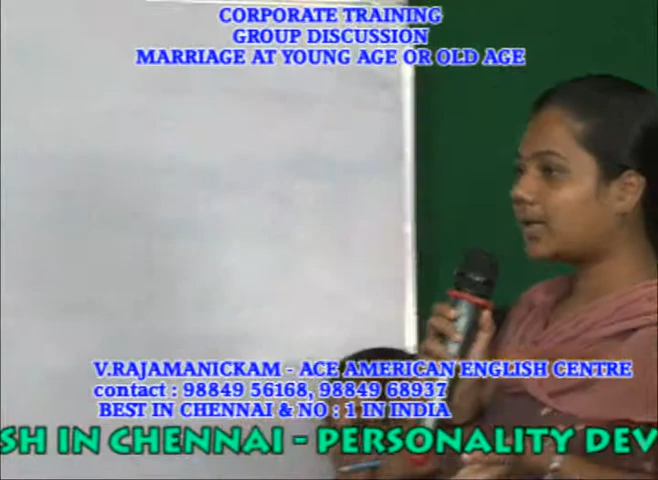 CORPORATE TRAINING
GROUP DISCUSSION
MARRIAGE AT YOUNG AGE OR OLD AGE
V.RAJAMANICKAM - ACE AMERICAN ENGLISH CENTRE
contact : 98849 56168, 98849 68937
BEST IN CHENNAI & NO : 1 IN INDIA
SH IN CHENNAI - PERSONALITY DEV